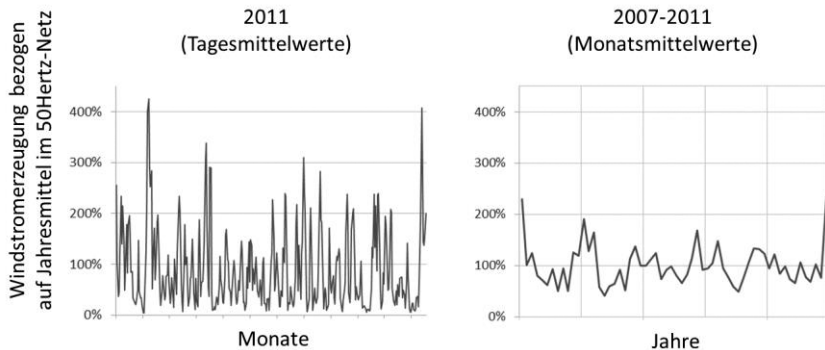 2011
(Tagesmittelwerte)
2007-2011
(Monatsmittelwerte)
Windstromerzeugung bezogen
auf Jahresmittel im 50Hertz-Netz
400%
300%
200%
100%
0%
Monate
400%
300%
200%
100%
0%
Jahre